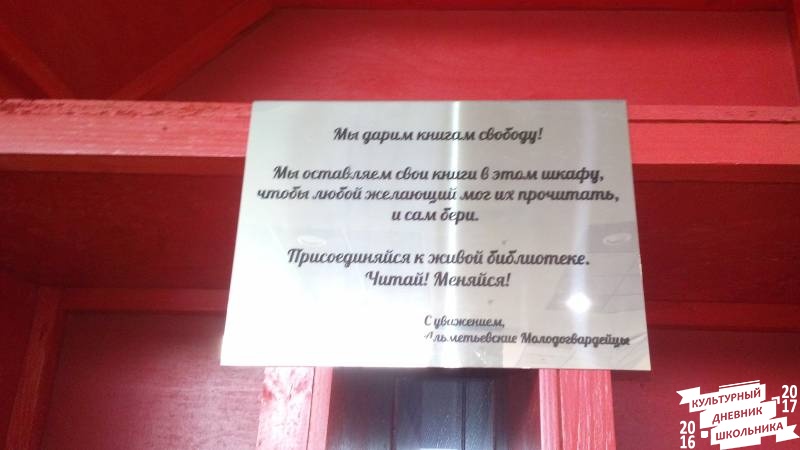 Мы дарим книгам свободу!
Мы оставляем свои книги в этом шкафу,
чтобы любой желающий мог их прочитать,
и сам бери.
Присоединяйся к живой библиотеке.
Читай! Меняйся!
С уважением,
Альметьевские Молодогвардейцы
КУЛЬТУРНЫЙ
ДНЕВНИК
ШКОЛЬНИКА
2016
2017